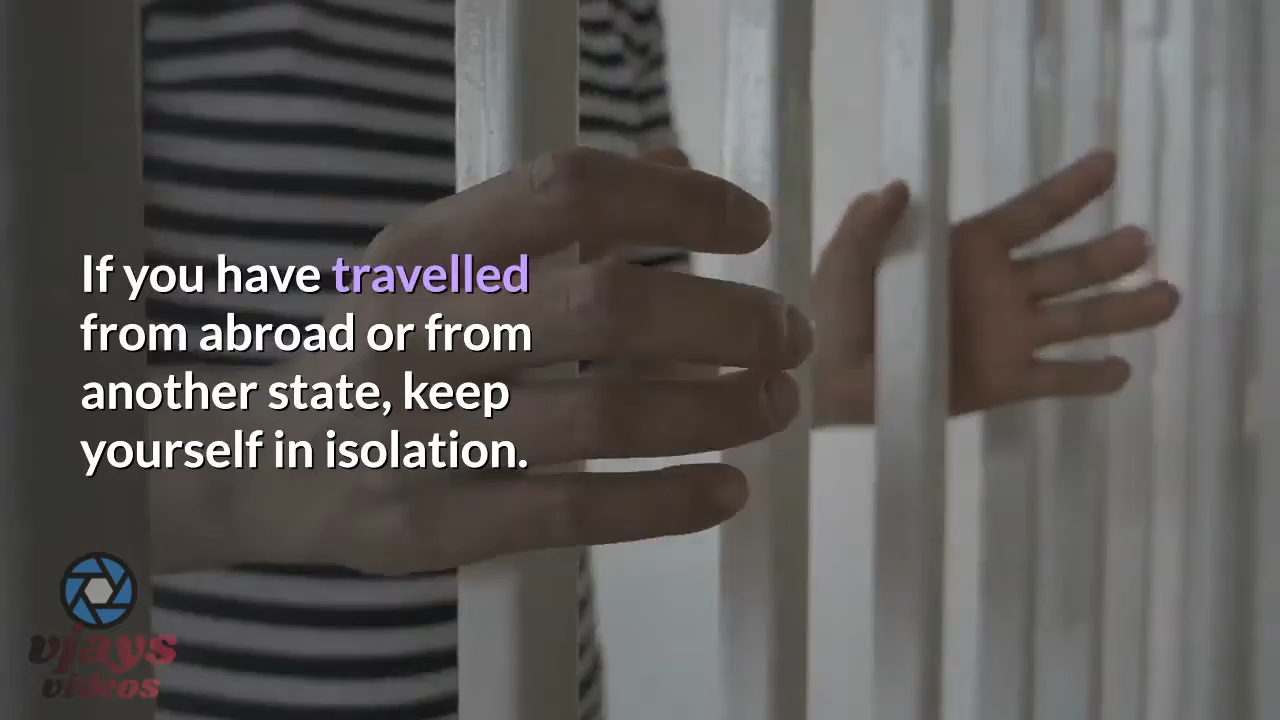 If you have travelled
from abroad or from
another state, keep
yourself in isolation.
vjays
videos